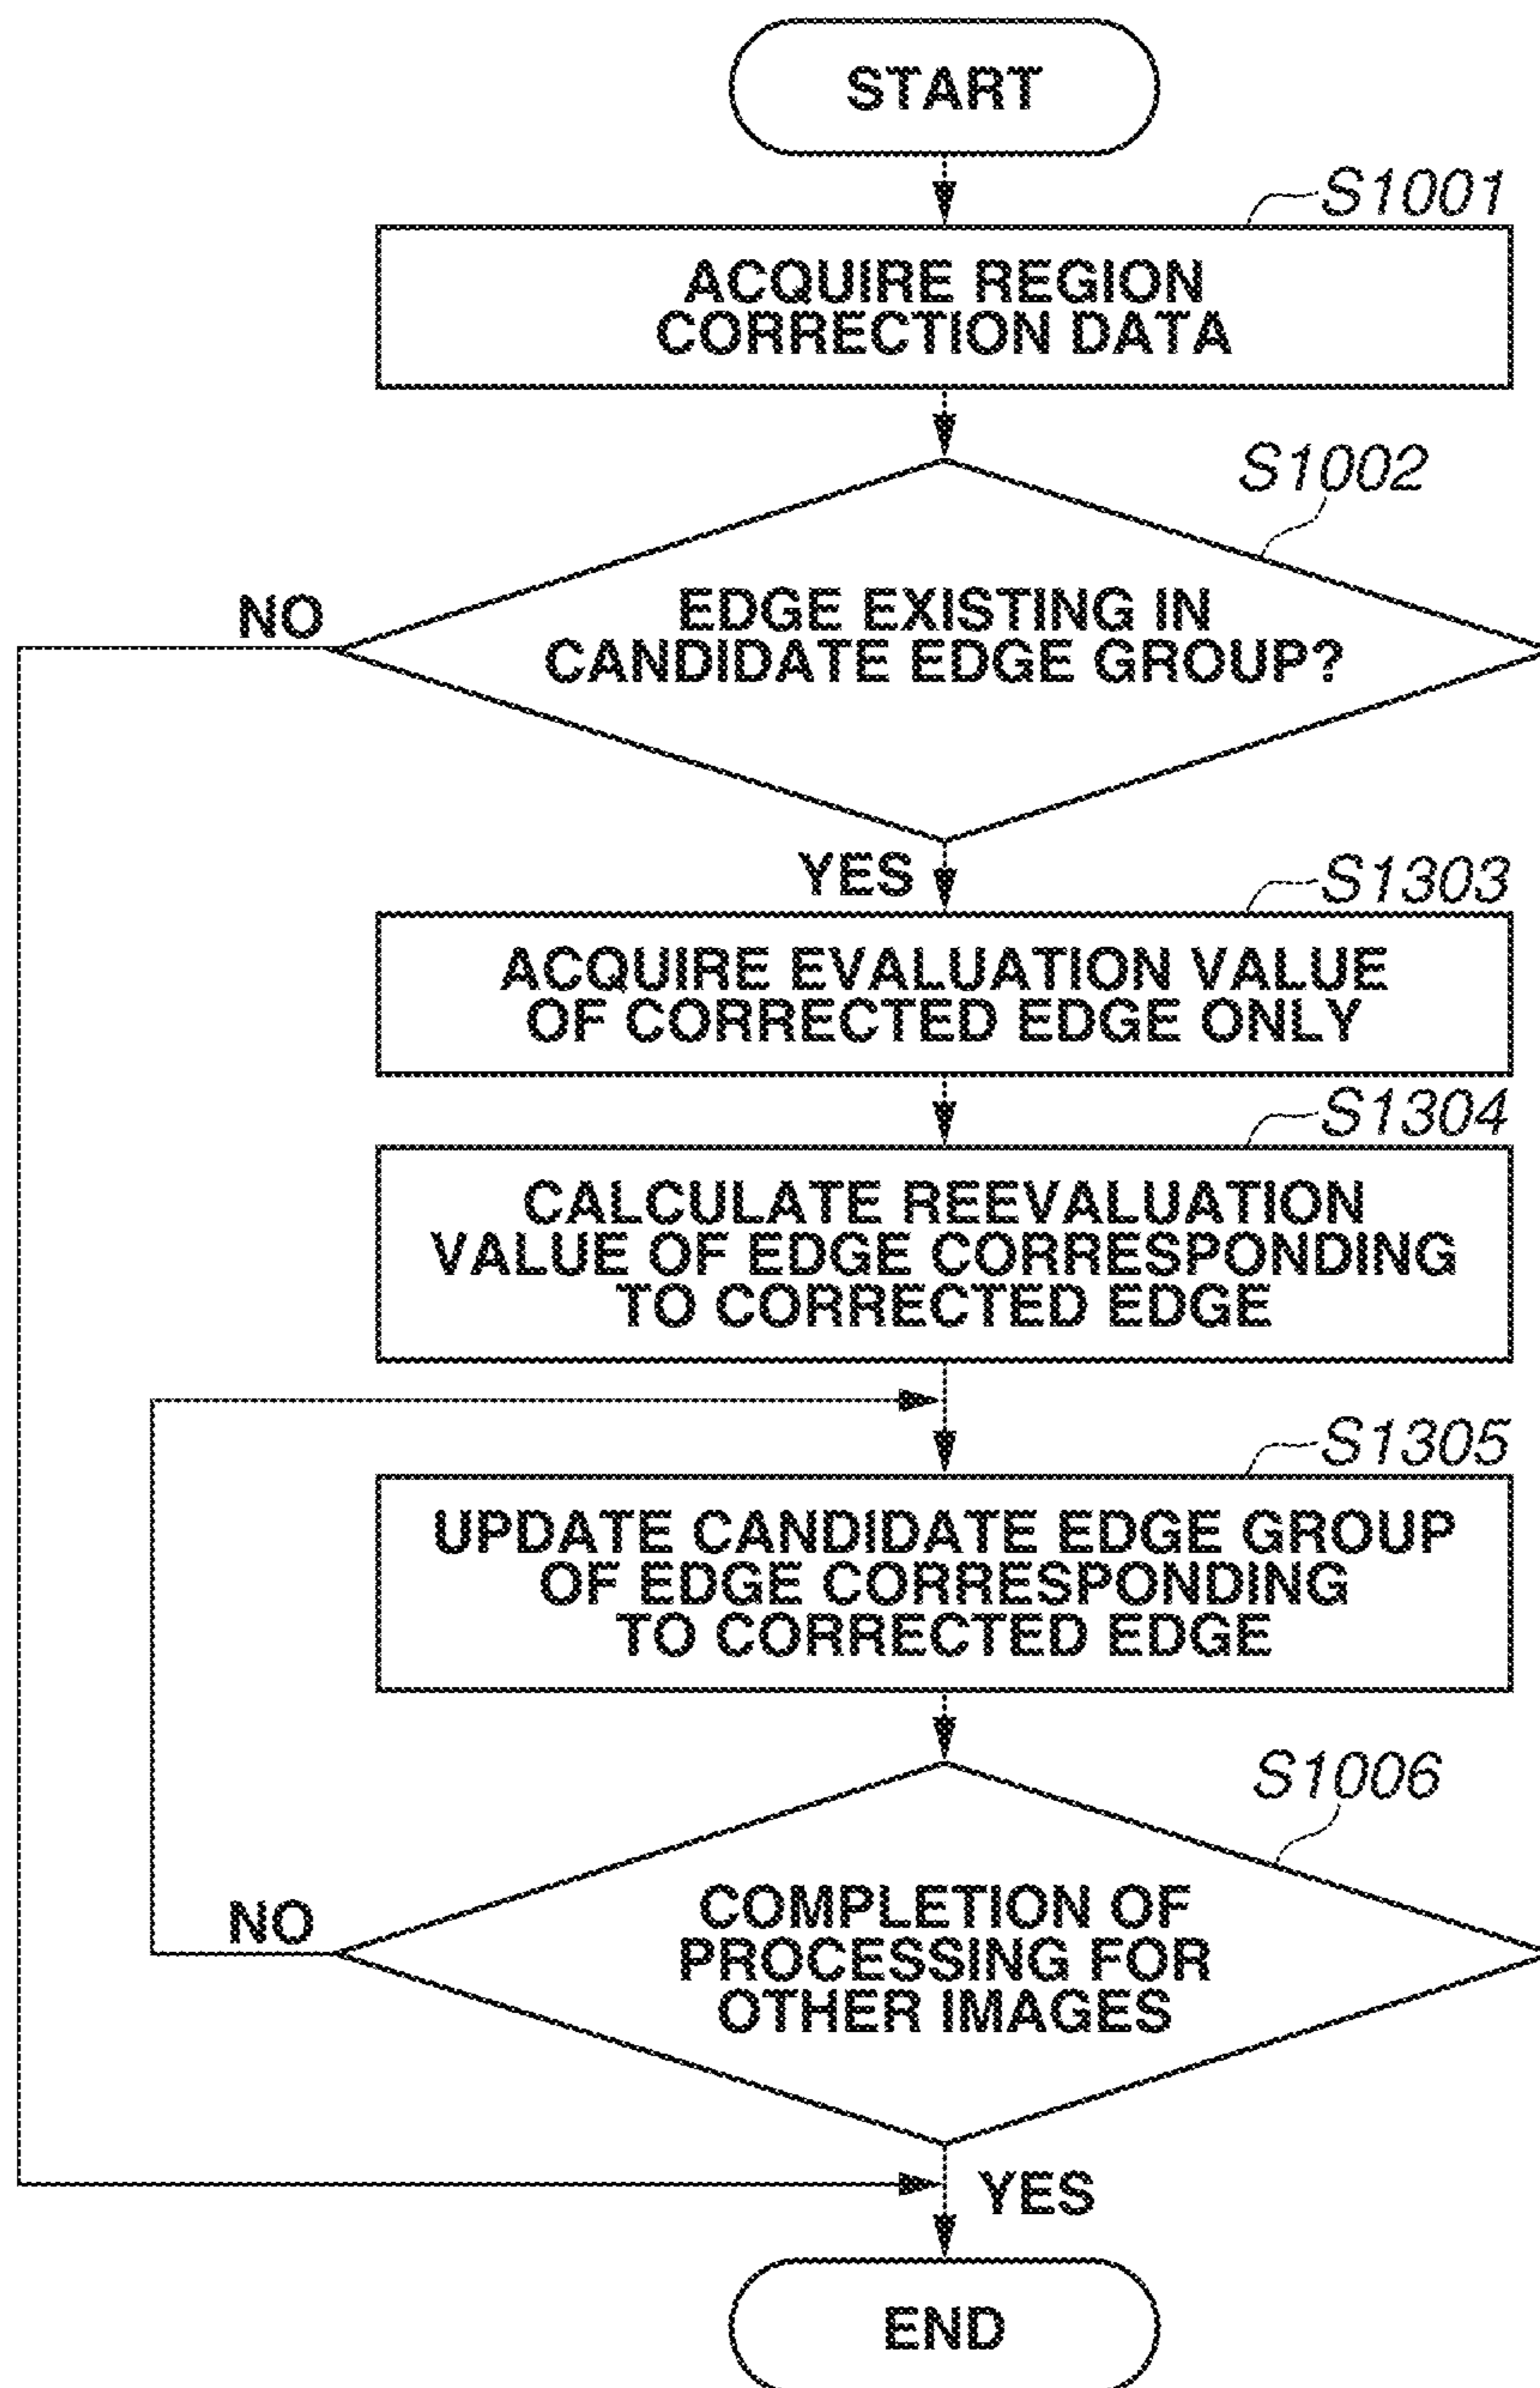 START
S1001
ACQUIRE REGION
CORRECTION DATA
S1002
EDGE EXISTING IN
CANDIDATE EDGE GROUP?
NO
YES
S1303
ACQUIRE EVALUATION VALUE
OF CORRECTED EDGE ONLY
S1304
CALCULATE REEVALUATION
VALUE OF EDGE CORRESPONDING
TO CORRECTED EDGE
S1305
UPDATE CANDIDATE EDGE GROUP
OF EDGE CORRESPONDING
TO CORRECTED EDGE
S1006
COMPLETION OF
PROCESSING FOR
OTHER IMAGES
NO
YES
END